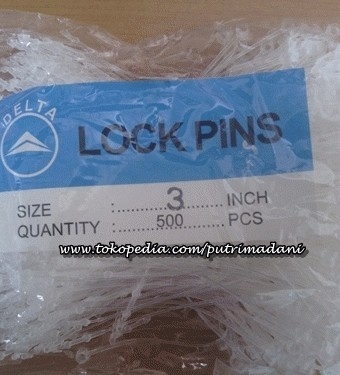 DELTA
LOCK PINS
SIZE : 3 INCH
QUANTITY : 500 PCS
www.tokopedia.com/putrimadani